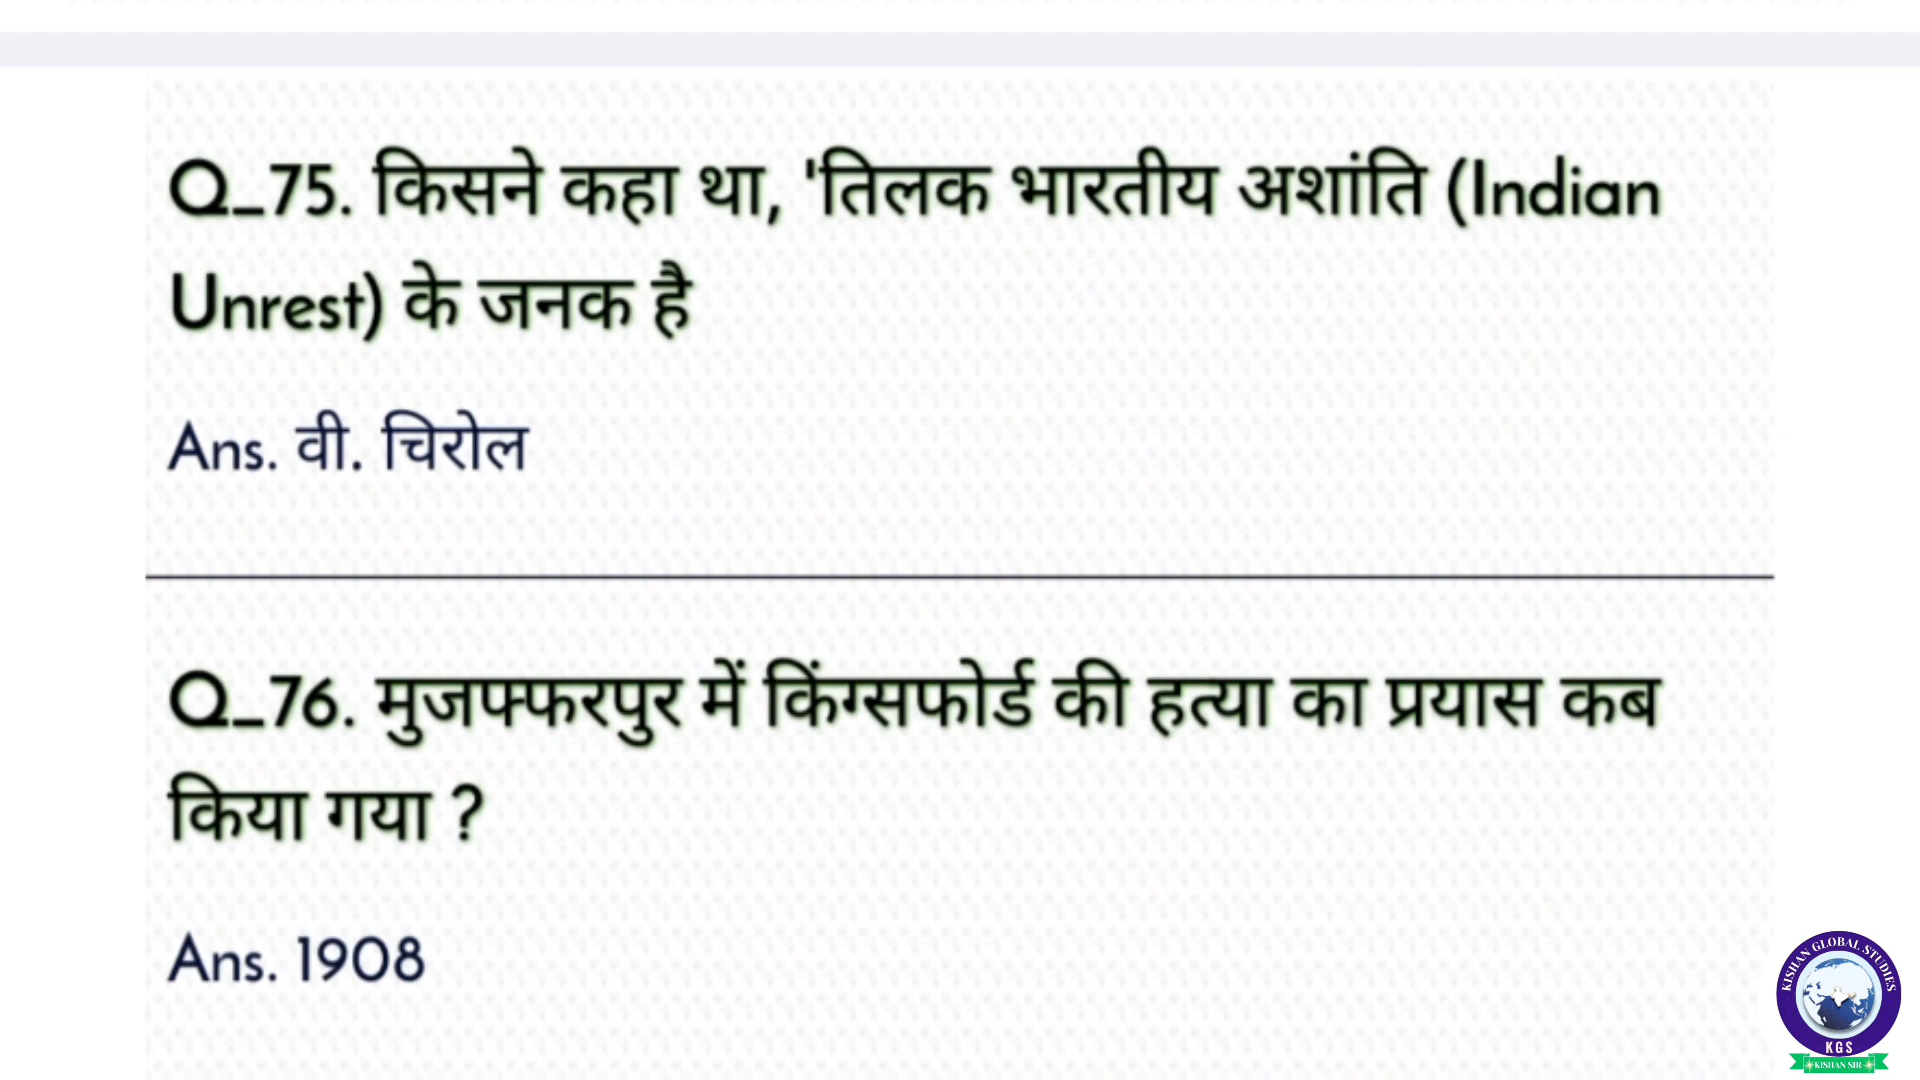 Q_75. किसने कहा था, 'तिलक भारतीय अशांति (Indian
Unrest) के जनक है
Ans. वी. चिरोल
Q_76. मुजफ्फरपुर में किंग्सफोर्ड की हत्या का प्रयास कब
किया गया ?
Ans. 1908
KISHAN GLOBAL STUDIES
KGS
KISHAN SIR